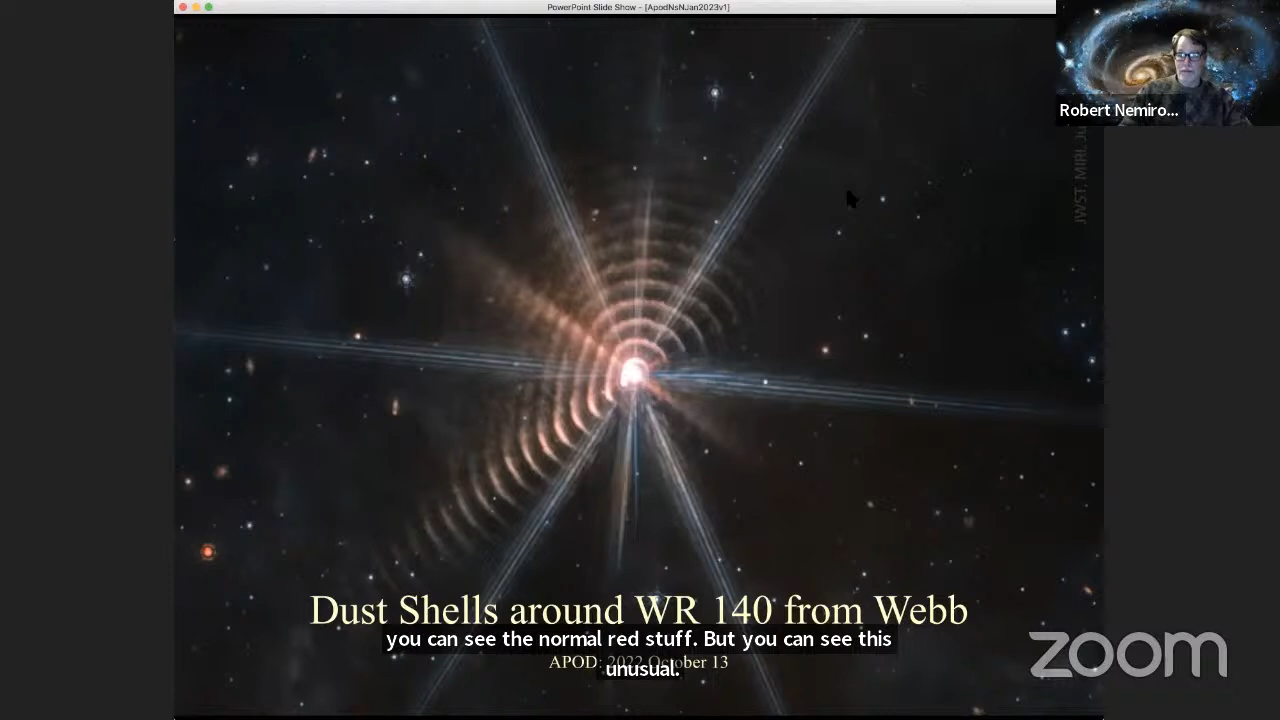 PowerPoint Slide Show - [ApodNsNJan2023v1]
Robert Nemiro...
JWST, MIRI,
Dust Shells around WR 140 from Webb
you can see the normal red stuff. But you can see this
unusual.
APOD: 2022 October 13
zoom